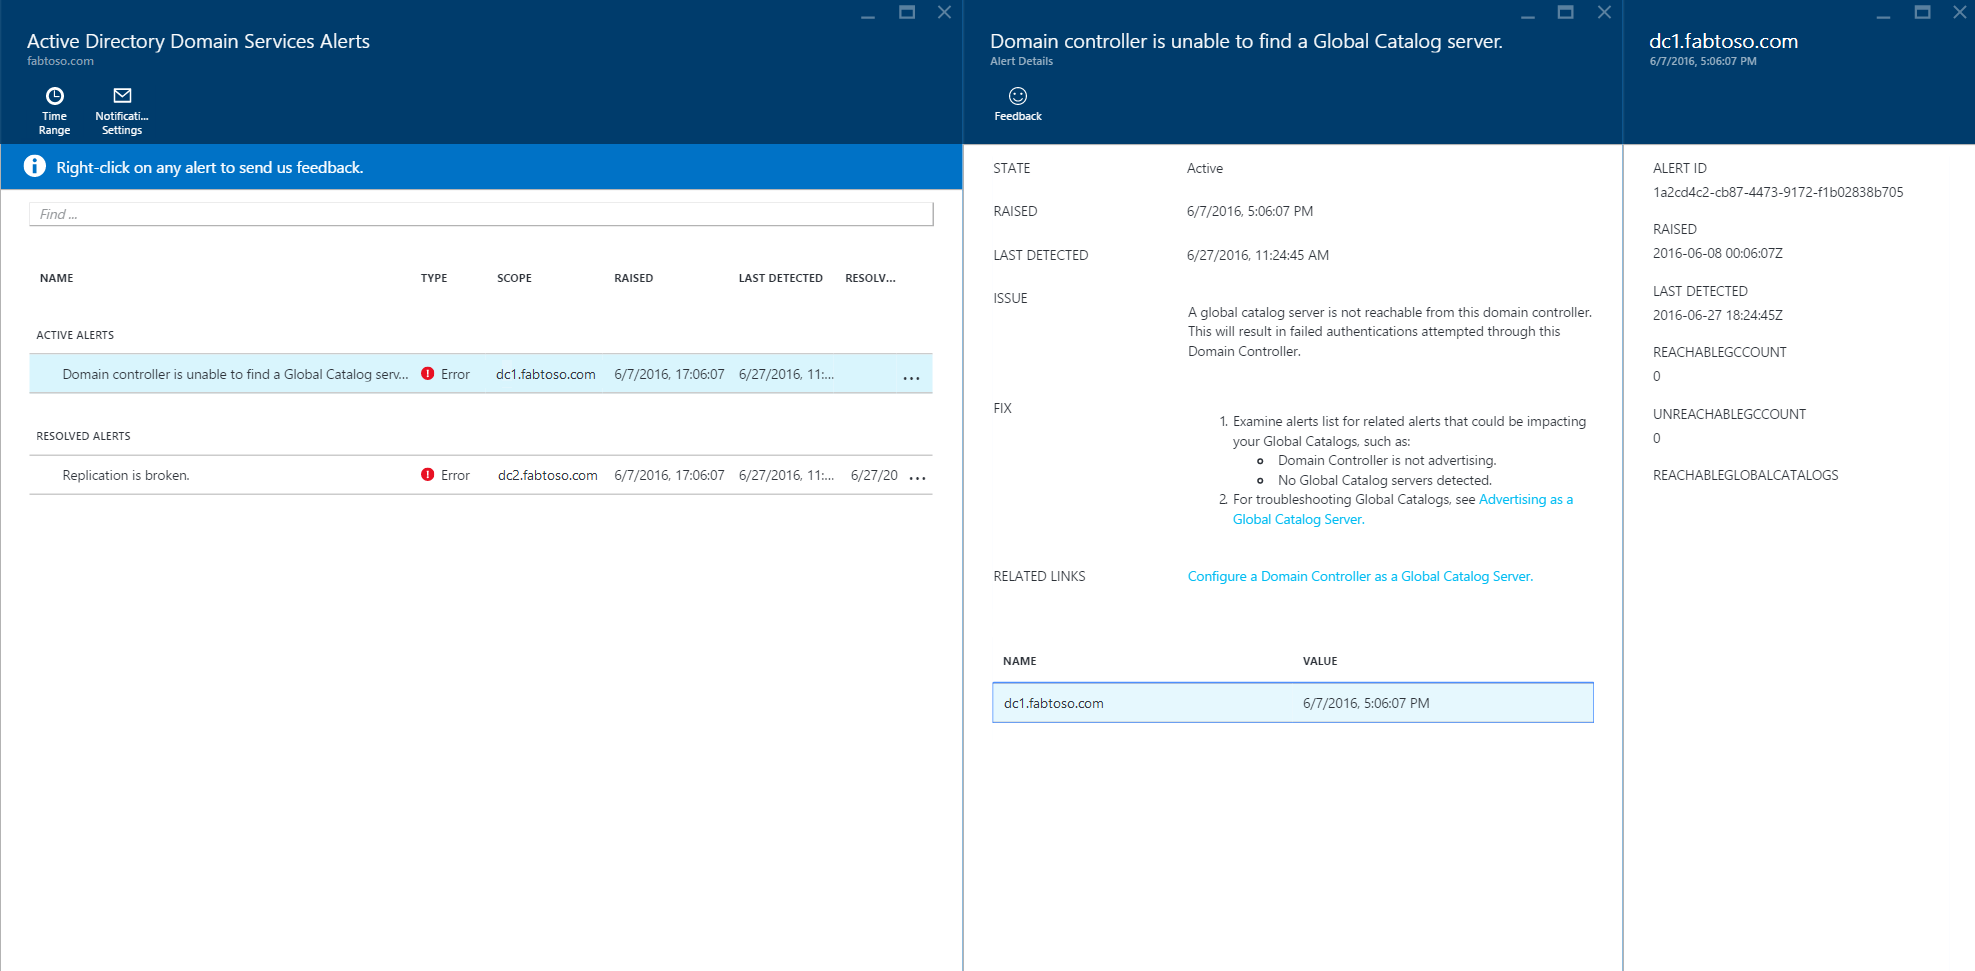 Active Directory Domain Services Alerts
fabtoso.com
Time Range
Notificati... Settings
Right-click on any alert to send us feedback.
Find ...
NAME TYPE SCOPE RAISED LAST DETECTED RESOLV...
ACTIVE ALERTS
Domain controller is unable to find a Global Catalog serv... Error dc1.fabtoso.com 6/7/2016, 17:06:07 6/27/2016, 11:... ...
RESOLVED ALERTS
Replication is broken. Error dc2.fabtoso.com 6/7/2016, 17:06:07 6/27/2016, 11:... 6/27/20 ...
Domain controller is unable to find a Global Catalog server.
Alert Details
Feedback
STATE Active
RAISED 6/7/2016, 5:06:07 PM
LAST DETECTED 6/27/2016, 11:24:45 AM
ISSUE
A global catalog server is not reachable from this domain controller.
This will result in failed authentications attempted through this
Domain Controller.
FIX
1. Examine alerts list for related alerts that could be impacting
your Global Catalogs, such as:
Domain Controller is not advertising.
No Global Catalog servers detected.
2. For troubleshooting Global Catalogs, see Advertising as a
Global Catalog Server.
RELATED LINKS Configure a Domain Controller as a Global Catalog Server.
NAME VALUE
dc1.fabtoso.com 6/7/2016, 5:06:07 PM
dc1.fabtoso.com
6/7/2016, 5:06:07 PM
ALERT ID
1a2cd4c2-cb87-4473-9172-f1b02838b705
RAISED
2016-06-08 00:06:07Z
LAST DETECTED
2016-06-27 18:24:45Z
REACHABLEGCCOUNT
0
UNREACHABLEGCCOUNT
0
REACHABLEGLOBALCATALOGS